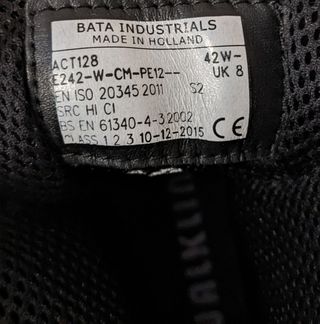 BATA INDUSTRIALS
MADE IN HOLLAND
ACT128 42W-
E242-W-CM-PE12-- UK 8
EN ISO 20345 2011 S2
SRC HI CI
BS EN 61340-4-3 2002
CLASS 1 2 3 10-12-2015 CE
WALKLINE